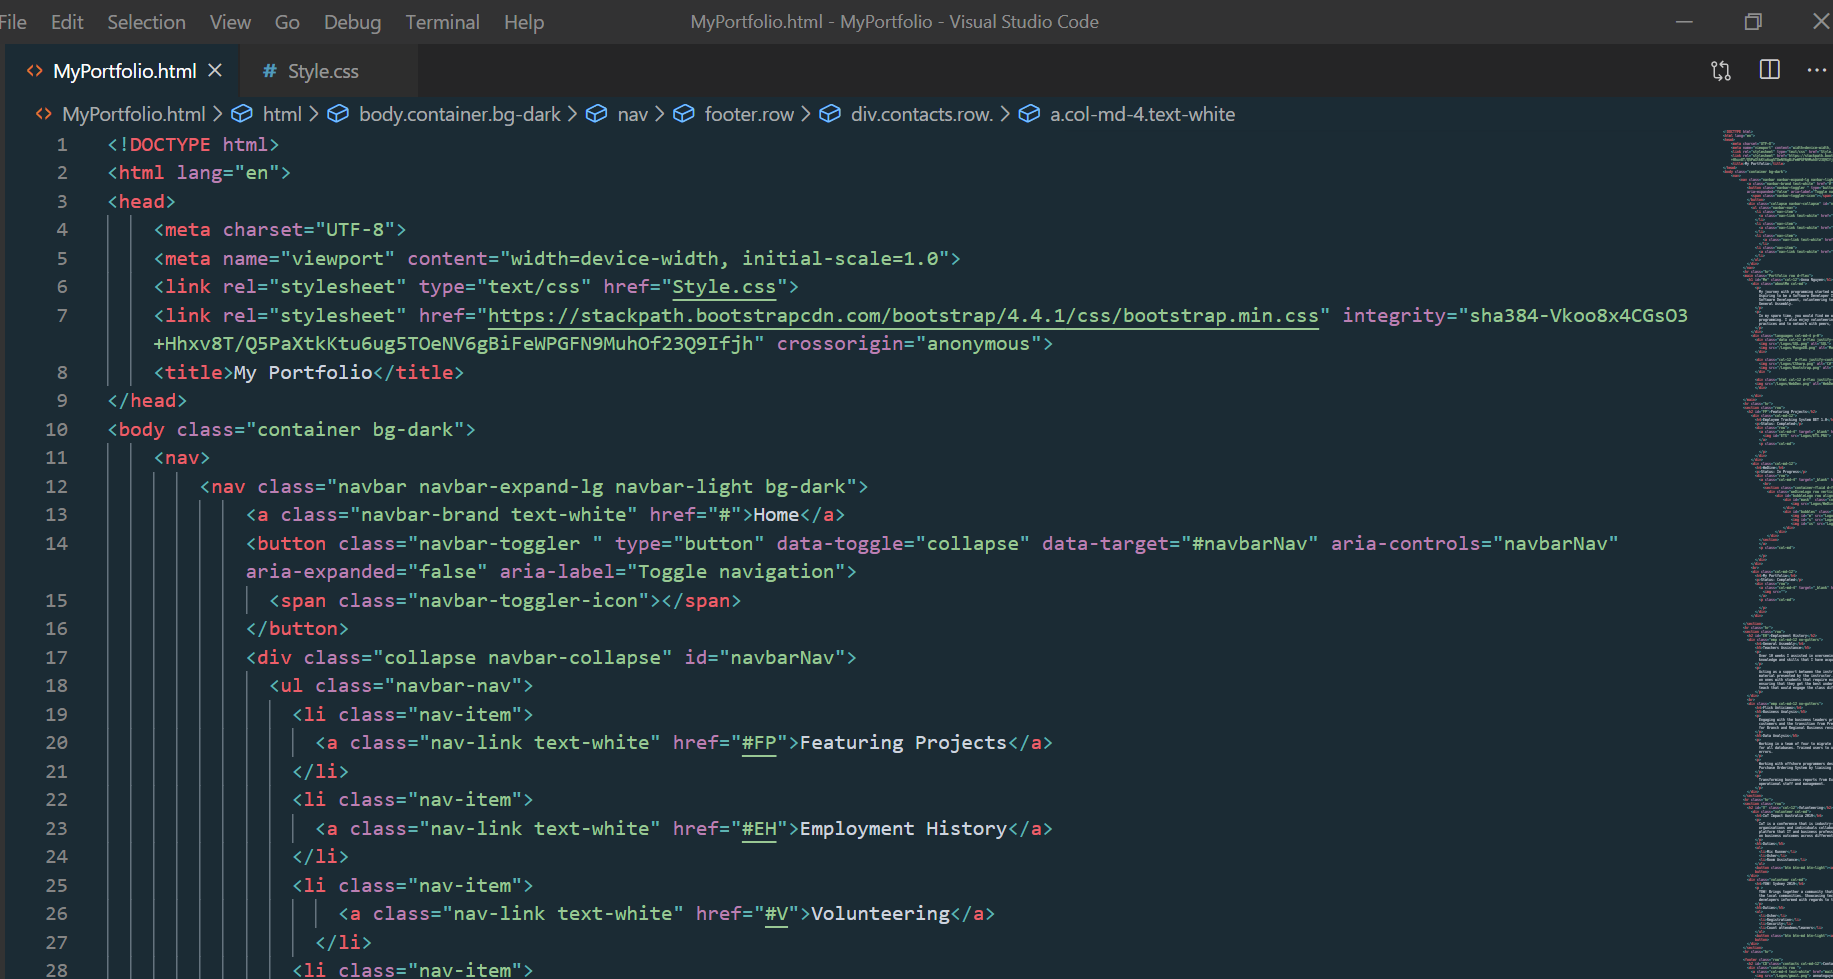 File Edit Selection View Go Debug Terminal Help MyPortfolio.html - MyPortfolio - Visual Studio Code
MyPortfolio.html # Style.css
MyPortfolio.html > html > body.container.bg-dark > nav > footer.row > div.contacts.row. > a.col-md-4.text-white
1 <!DOCTYPE html>
2 <html lang="en">
3 <head>
4 <meta charset="UTF-8">
5 <meta name="viewport" content="width=device-width, initial-scale=1.0">
6 <link rel="stylesheet" type="text/css" href="Style.css">
7 <link rel="stylesheet" href="https://stackpath.bootstrapcdn.com/bootstrap/4.4.1/css/bootstrap.min.css" integrity="sha384-Vkoo8x4CGsO3
+Hhxv8T/Q5PaXtkKtu6ug5TOeNV6gBiFeWPGFN9MuhOf23Q9Ifjh" crossorigin="anonymous">
8 <title>My Portfolio</title>
9 </head>
10 <body class="container bg-dark">
11 <nav>
12 <nav class="navbar navbar-expand-lg navbar-light bg-dark">
13 <a class="navbar-brand text-white" href="#">Home</a>
14 <button class="navbar-toggler " type="button" data-toggle="collapse" data-target="#navbarNav" aria-controls="navbarNav"
aria-expanded="false" aria-label="Toggle navigation">
15 <span class="navbar-toggler-icon"></span>
16 </button>
17 <div class="collapse navbar-collapse" id="navbarNav">
18 <ul class="navbar-nav">
19 <li class="nav-item">
20 <a class="nav-link text-white" href="#FP">Featuring Projects</a>
21 </li>
22 <li class="nav-item">
23 <a class="nav-link text-white" href="#EH">Employment History</a>
24 </li>
25 <li class="nav-item">
26 <a class="nav-link text-white" href="#V">Volunteering</a>
27 </li>
28 <li class="nav-item">